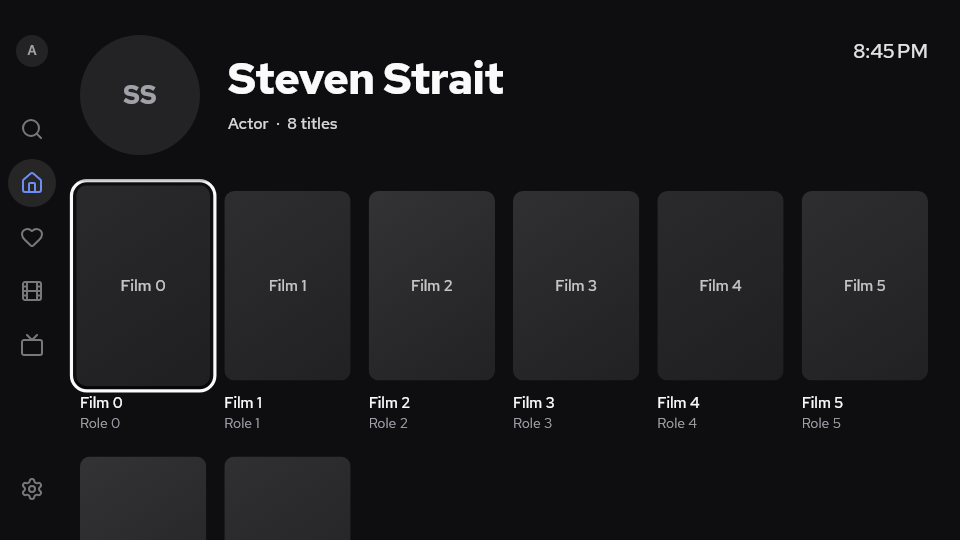 A
SS
Steven Strait
Actor · 8 titles
8:45 PM
Film 0
Film 1
Film 2
Film 3
Film 4
Film 5
Film 0
Role 0
Film 1
Role 1
Film 2
Role 2
Film 3
Role 3
Film 4
Role 4
Film 5
Role 5